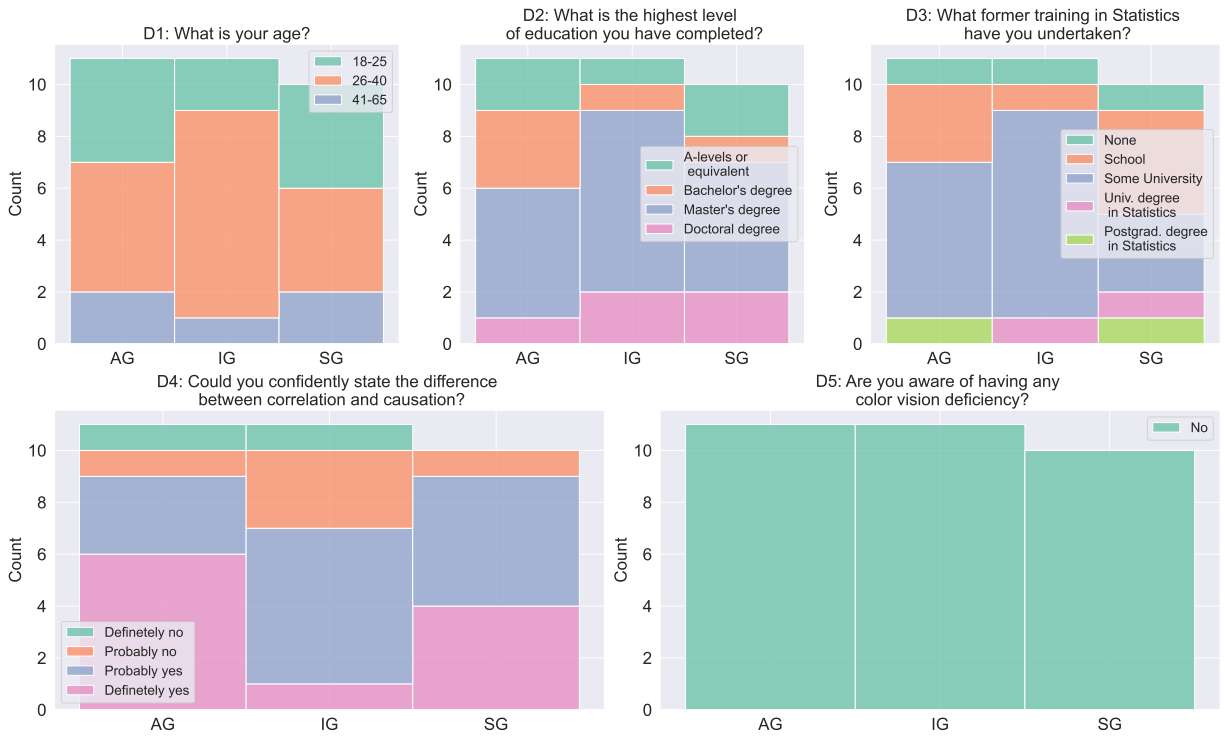 D1: What is your age?
Count
10
8
6
4
2
0
AG
IG
SG
18-25
26-40
41-65
D2: What is the highest level
of education you have completed?
Count
10
8
6
4
2
0
AG
IG
SG
A-levels or
equivalent
Bachelor's degree
Master's degree
Doctoral degree
D3: What former training in Statistics
have you undertaken?
Count
10
8
6
4
2
0
AG
IG
SG
None
School
Some University
Univ. degree
in Statistics
Postgrad. degree
in Statistics
D4: Could you confidently state the difference
between correlation and causation?
Count
10
8
6
4
2
0
AG
IG
SG
Definetely no
Probably no
Probably yes
Definetely yes
D5: Are you aware of having any
color vision deficiency?
Count
10
8
6
4
2
0
AG
IG
SG
No